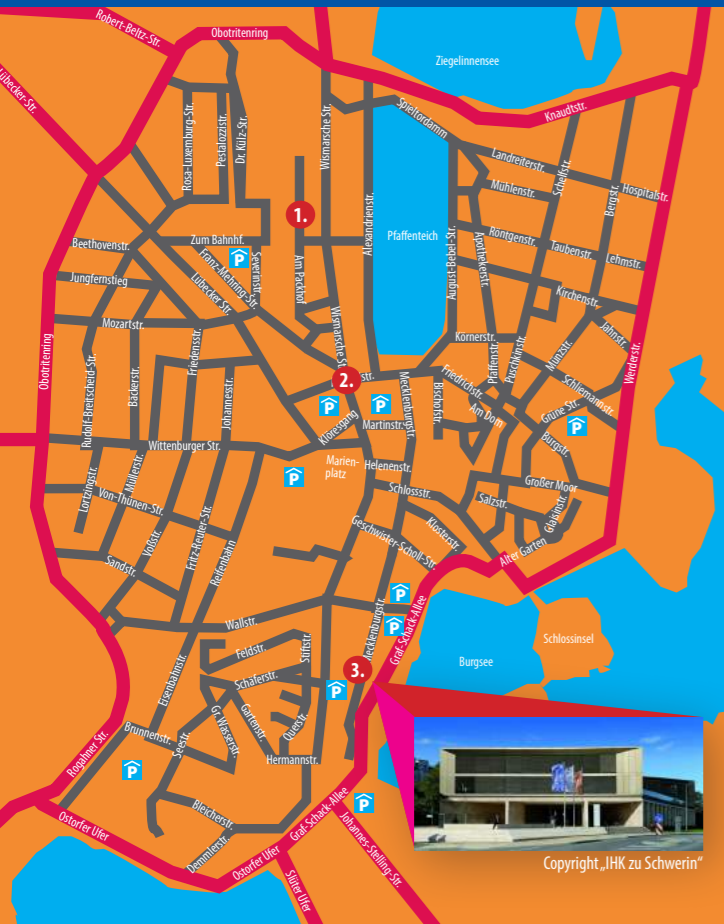 Robert-Beltz-Str.
Obotritenring
Ziegelinnensee
Lübecker-Str.
Rosa-Luxemburg-Str.
Pestalozzistr.
Dr. Külz-Str.
Wismarsche Str.
Spieltordamm
Knaudtstr.
Landreiterstr.
Schelfstr.
Mühlenstr.
Bergstr.
Hospitalstr.
1.
Alexandrienstr.
Pfaffenteich
August-Bebel-Str.
Apothekerstr.
Röntgenstr.
Taubenstr.
Lehmstr.
Beethovenstr.
Zum Bahnhf.
P
Severinstr.
Am Packhof
Franz-Mehring-Str.
Jungfernstieg
Lübecker Str.
Kirchenstr.
Mozartstr.
Wismarsche Str.
Jahnstr.
Obotritenring
Friedensstr.
Körnerstr.
Münzstr.
Werderstr.
Rudolf-Breitscheid-Str.
Bäckerstr.
Johannesstr.
2.
str.
Mecklenburgstr.
Bischofstr.
Friedrichstr.
Pfaffenstr.
Puschkinstr.
Schliemannstr.
P
P
Am Dom
Grüne Str.
P
Klöresgang
Martinstr.
Burgstr.
Wittenburger Str.
Marien-
platz
Helenenstr.
Lortzingstr.
Müllerstr.
P
Schlossstr.
Großer Moor
Von-Thünen-Str.
Salzstr.
Glaisinstr.
Voßstr.
Fritz-Reuter-Str.
Reiferbahn
Geschwister-Scholl-Str.
Klosterstr.
Alter Garten
Sandstr.
P
Wallstr.
P
Graf-Schack-Allee
Mecklenburgstr.
Schlossinsel
Burgsee
Feldstr.
Stiftstr.
Eisenbahnstr.
Schäferstr.
3.
P
Gr. Wasserstr.
Gartenstr.
Querstr.
Rogahner Str.
Brunnenstr.
Seestr.
Hermannstr.
P
P
Bleicherstr.
Graf-Schack-Allee
Ostorfer Ufer
Johannes-Stelling-Str.
Demmlerstr.
Ostorfer Ufer
Slüter Ufer
Copyright „IHK zu Schwerin“